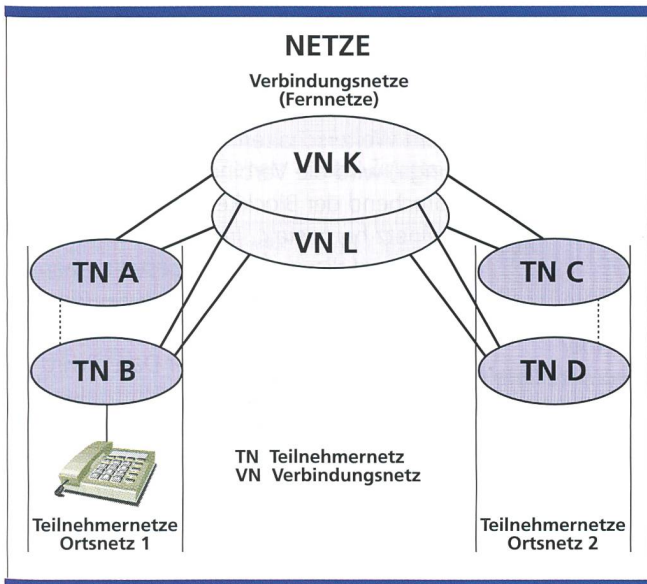 NETZE
Verbindungsnetze
(Fernnetze)
VN K
VN L
TN A
TN C
TN B
TN D
TN Teilnehmernetz
VN Verbindungsnetz
Teilnehmernetze
Ortsnetz 1
Teilnehmernetze
Ortsnetz 2